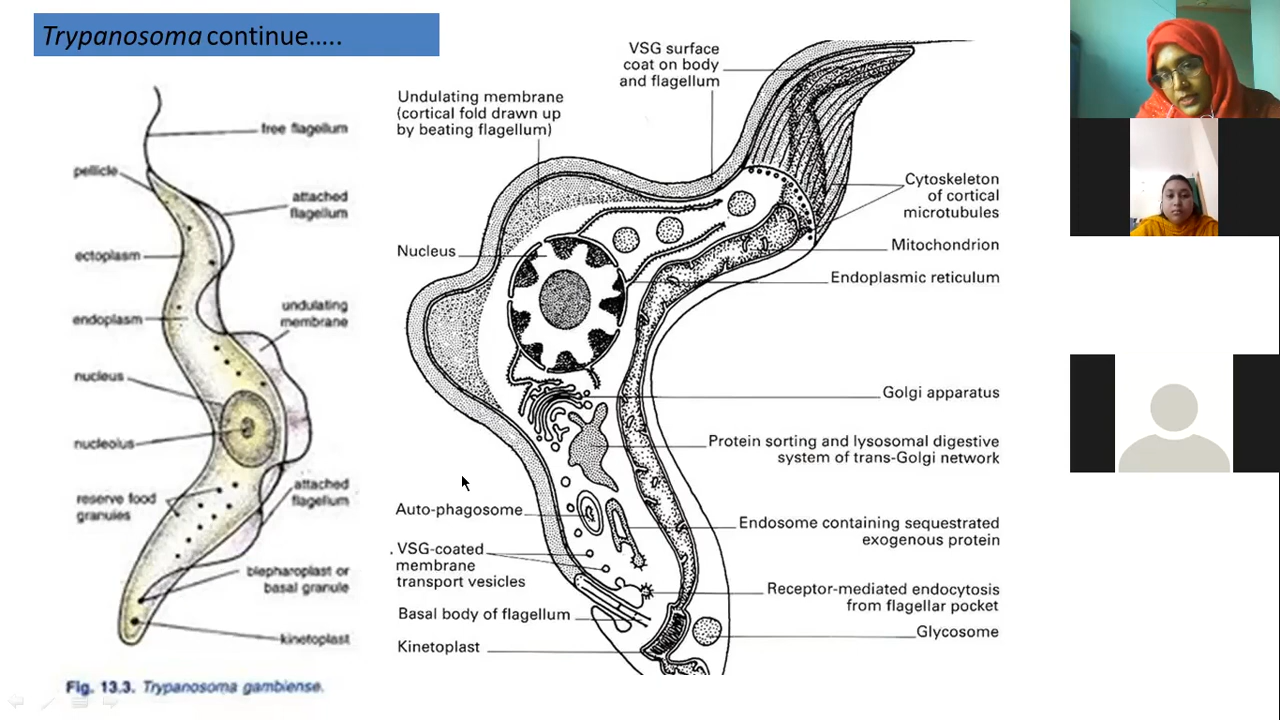 Trypanosoma continue.....
free flagellum
pellicle
attached
flagellum
ectoplasm
undulating
membrane
endoplasm
nucleus
nucleolus
attached
flagellum
reserve food
granules
blepharoplast or
basal granule
kinetoplast
Fig. 13.3. Trypanosoma gambiense.
VSG surface
coat on body
and flagellum
Undulating membrane
(cortical fold drawn up
by beating flagellum)
Cytoskeleton
of cortical
microtubules
Nucleus
Mitochondrion
Endoplasmic reticulum
Golgi apparatus
Protein sorting and lysosomal digestive
system of trans-Golgi network
Auto-phagosome
Endosome containing sequestrated
exogenous protein
VSG-coated
membrane
transport vesicles
Receptor-mediated endocytosis
from flagellar pocket
Basal body of flagellum
Glycosome
Kinetoplast